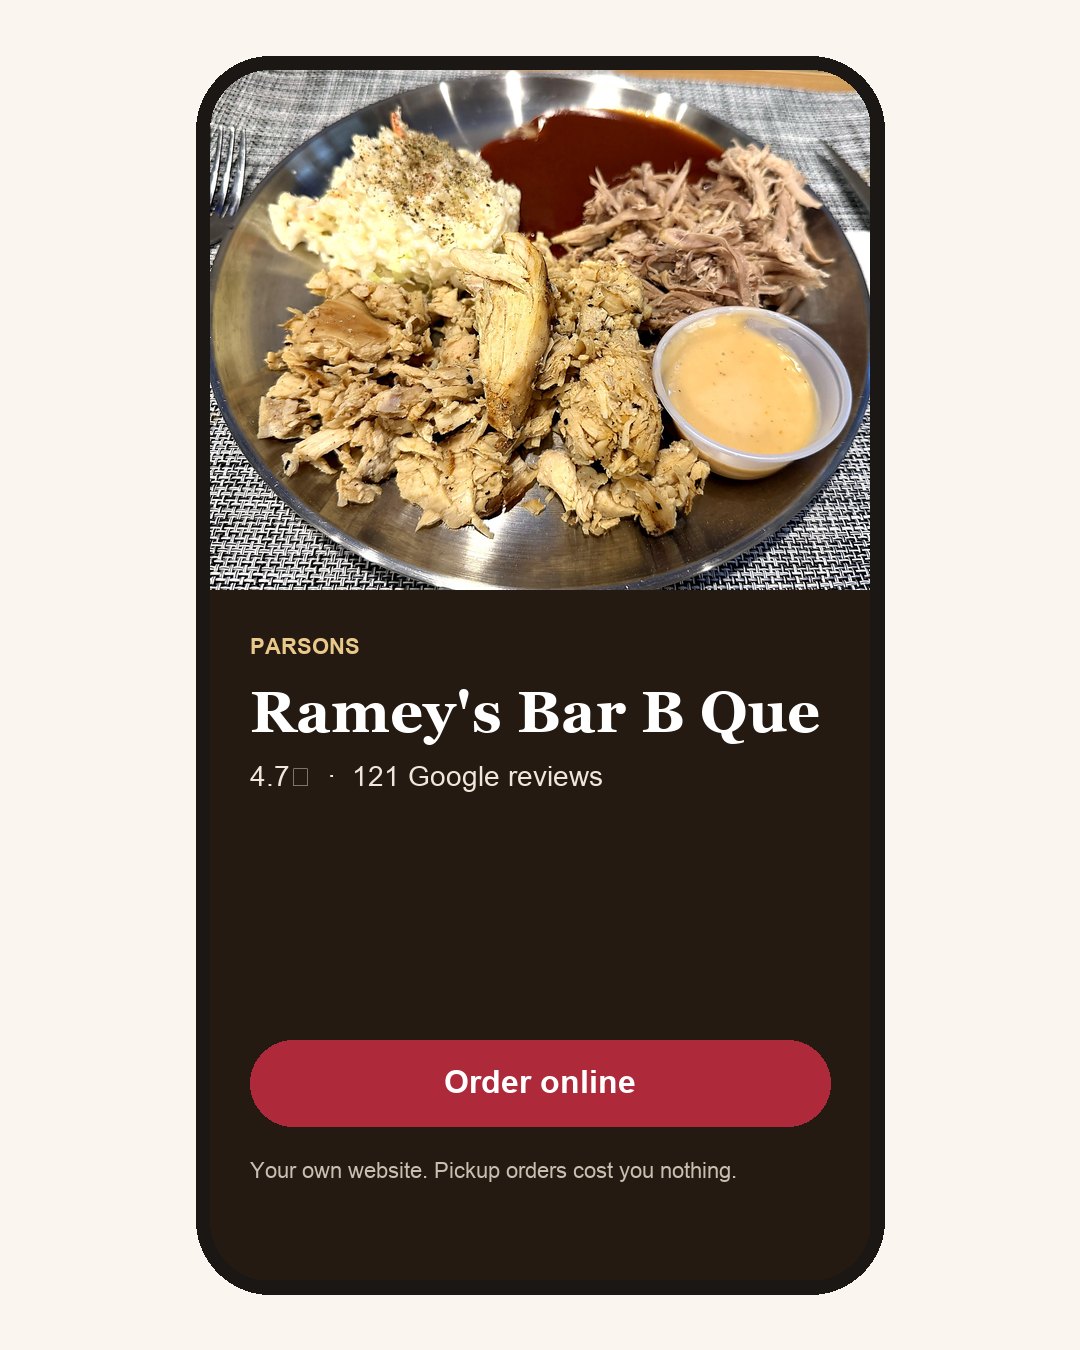 PARSONS
Ramey's Bar B Que
4.7□ · 121 Google reviews
Order online
Your own website. Pickup orders cost you nothing.